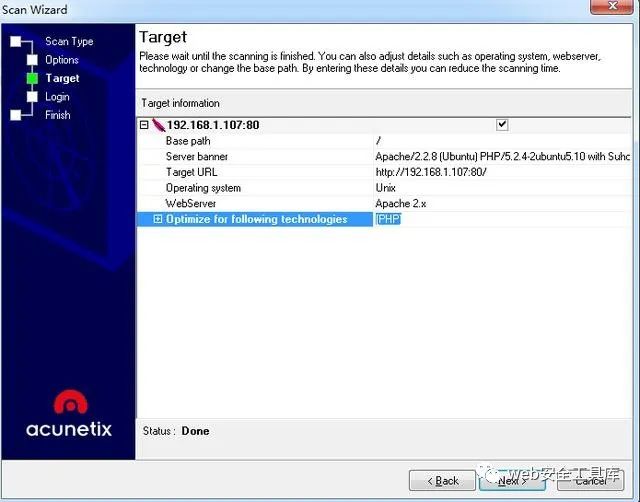 Scan Wizard
Scan Type
Options
Target
Login
Finish
Target
Please wait until the scanning is finished. You can also adjust details such as operating system, webserver,
technology or change the base path. By entering these details you can reduce the scanning time.
Target information
192.168.1.107:80
Base path /
Server banner Apache/2.2.8 (Ubuntu) PHP/5.2.4-2ubuntu5.10 with Suho
Target URL http://192.168.1.107:80/
Operating system Unix
WebServer Apache 2.x
Optimize for following technologies [PHP]
acunetix
Status : Done
< Back
Next >
Cancel
web安全工具库